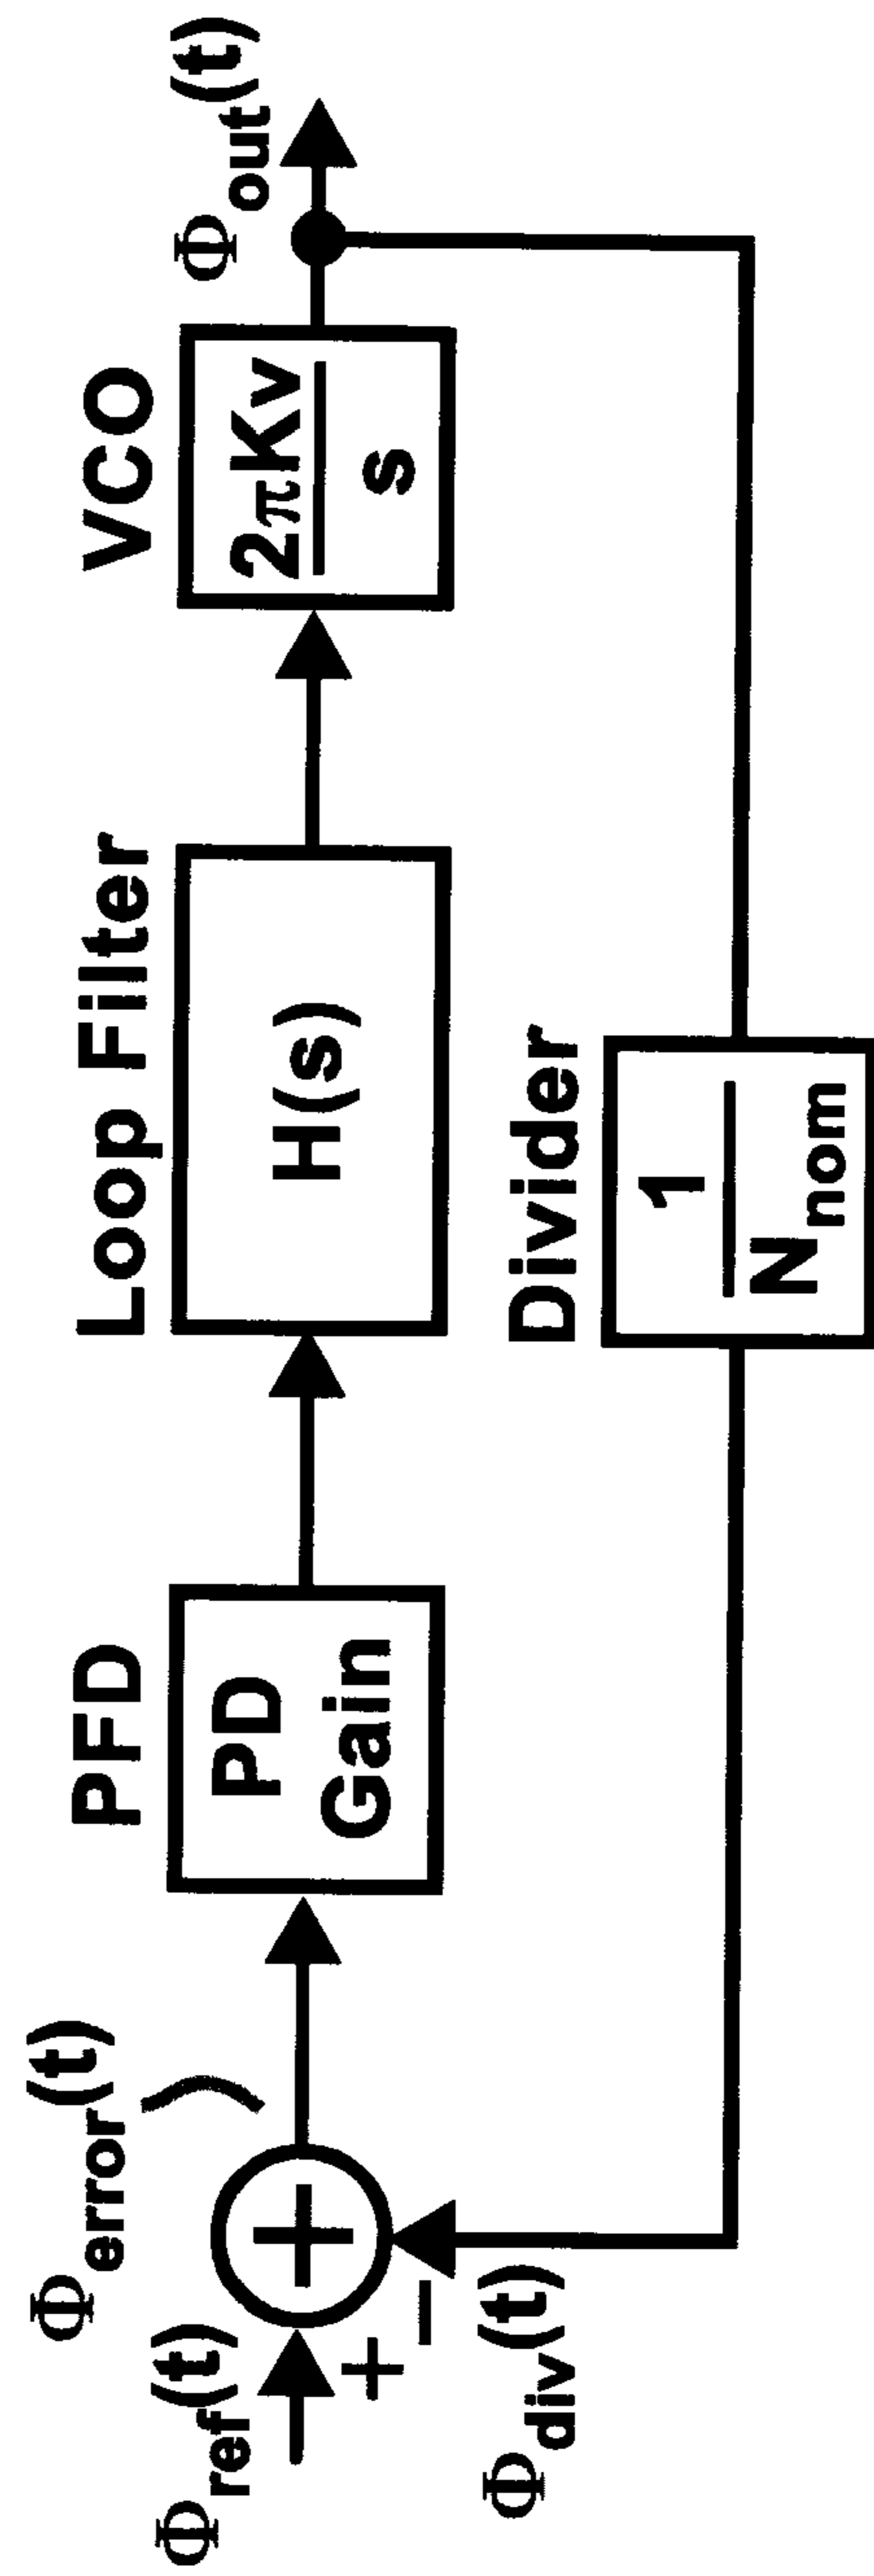 Φref(t)
+
−
Φdiv(t)
Φerror(t)
+
PFD
PD
Gain
Loop Filter
H(s)
VCO
2πKv
s
Φout(t)
Divider
1
Nnom